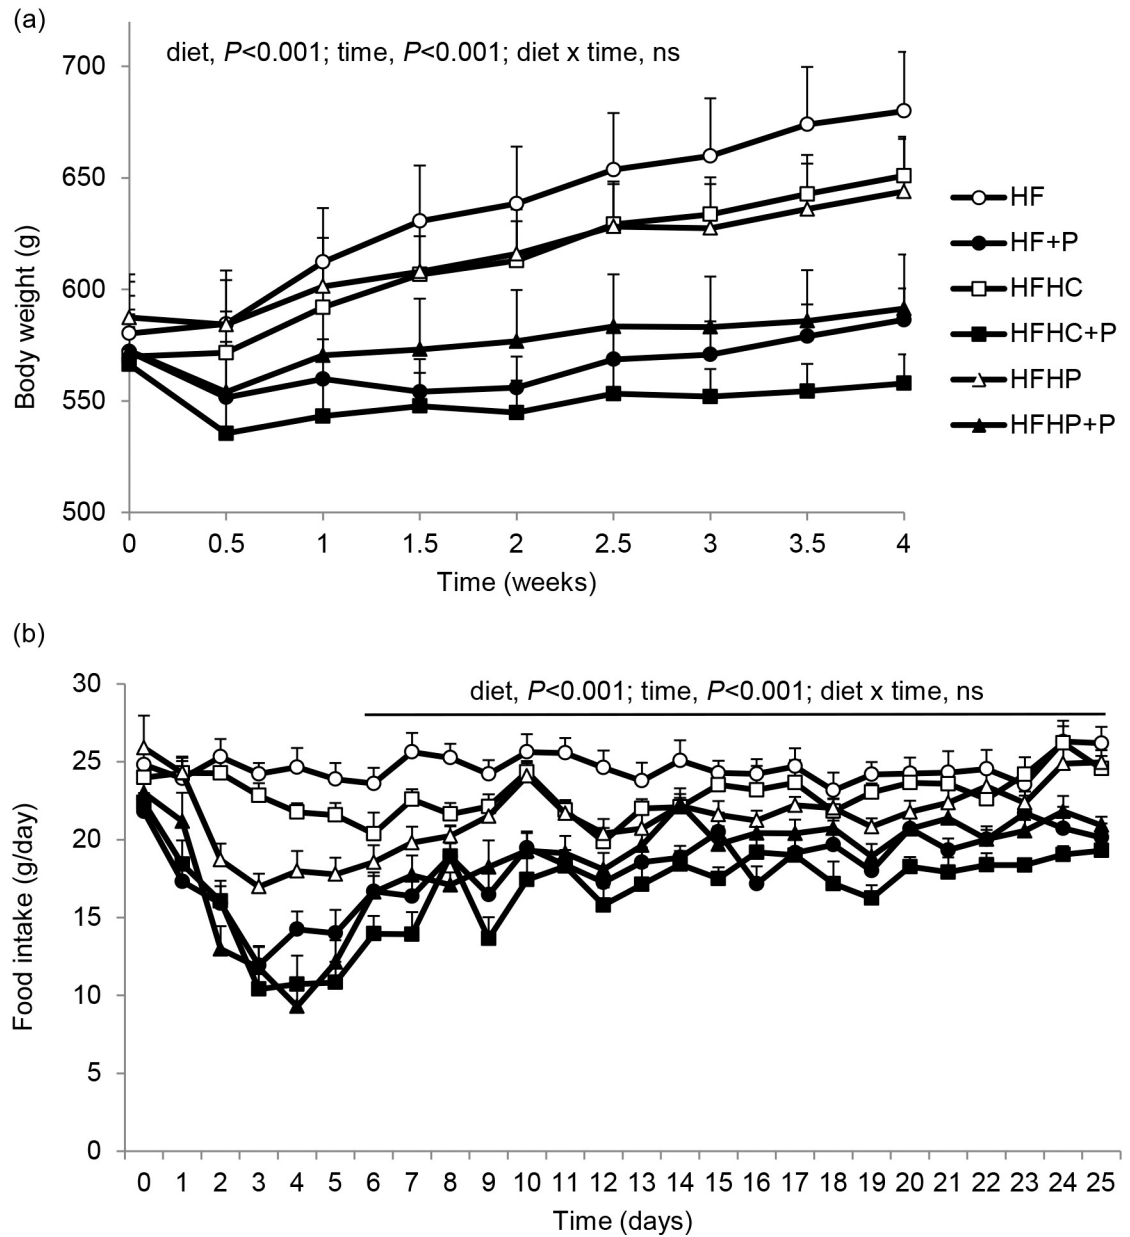 (a)
diet, P<0.001; time, P<0.001; diet x time, ns
700
650
600
550
500
Body weight (g)
0 0.5 1 1.5 2 2.5 3 3.5 4
Time (weeks)
HF
HF+P
HFHC
HFHC+P
HFHP
HFHP+P
(b)
diet, P<0.001; time, P<0.001; diet x time, ns
30
25
20
15
10
5
0
Food intake (g/day)
0 1 2 3 4 5 6 7 8 9 10 11 12 13 14 15 16 17 18 19 20 21 22 23 24 25
Time (days)